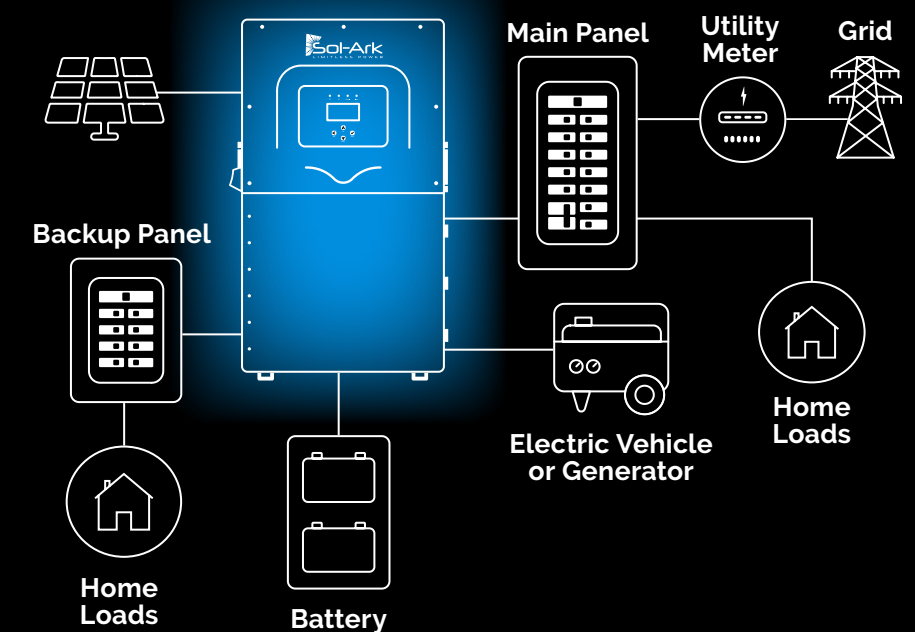 Sol-Ark
LIMITLESS POWER
Main Panel
Utility
Meter
Grid
Backup Panel
Electric Vehicle
or Generator
Home
Loads
Home
Loads
Battery